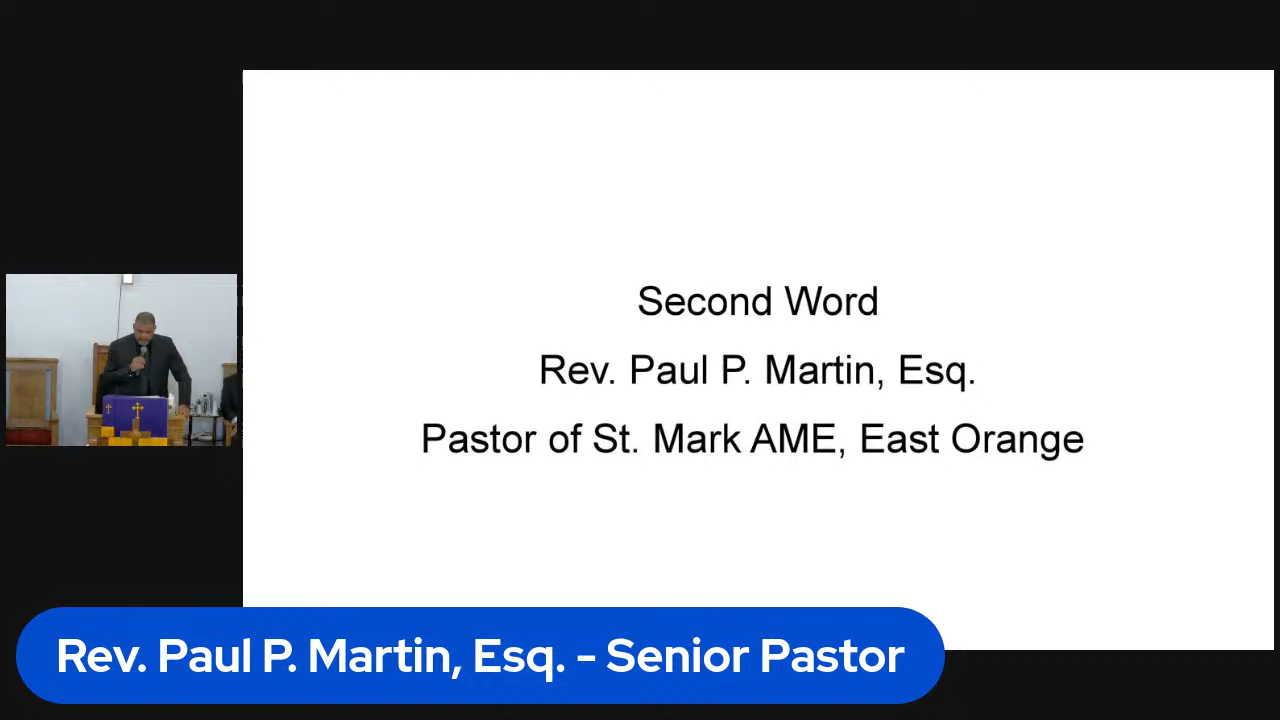 Second Word
Rev. Paul P. Martin, Esq.
Pastor of St. Mark AME, East Orange
Rev. Paul P. Martin, Esq. - Senior Pastor